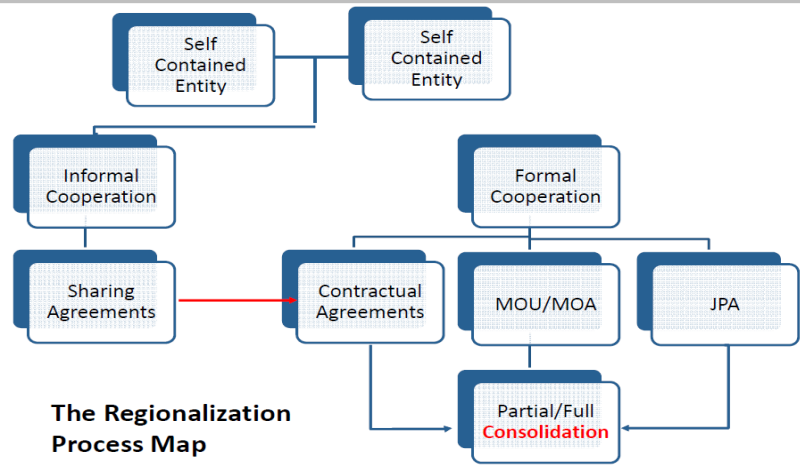 Self
Contained
Entity
Self
Contained
Entity
Informal
Cooperation
Formal
Cooperation
Sharing
Agreements
Contractual
Agreements
MOU/MOA
JPA
Partial/Full
Consolidation
The Regionalization
Process Map